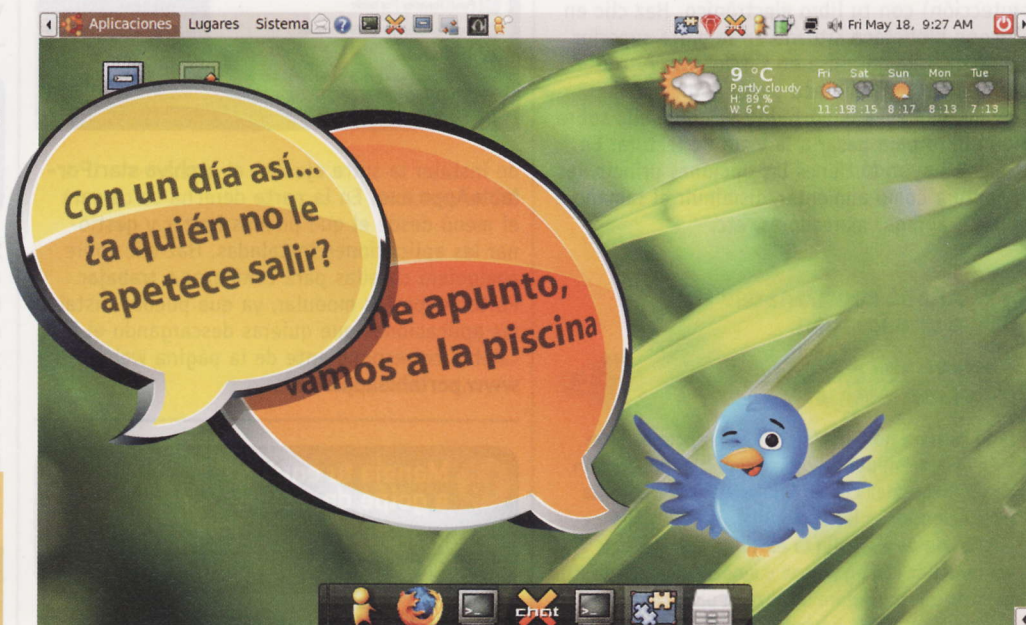 Aplicaciones Lugares Sistema
Fri May 18, 9:27 AM
9 °C
Partly cloudy
H: 89 %
W: 6 °C
Fri Sat Sun Mon Tue
8 :15 8 :17 8 :13 7 :13
Con un día así...
¿a quién no le
apetece salir?
me apunto,
vamos a la piscina
chat